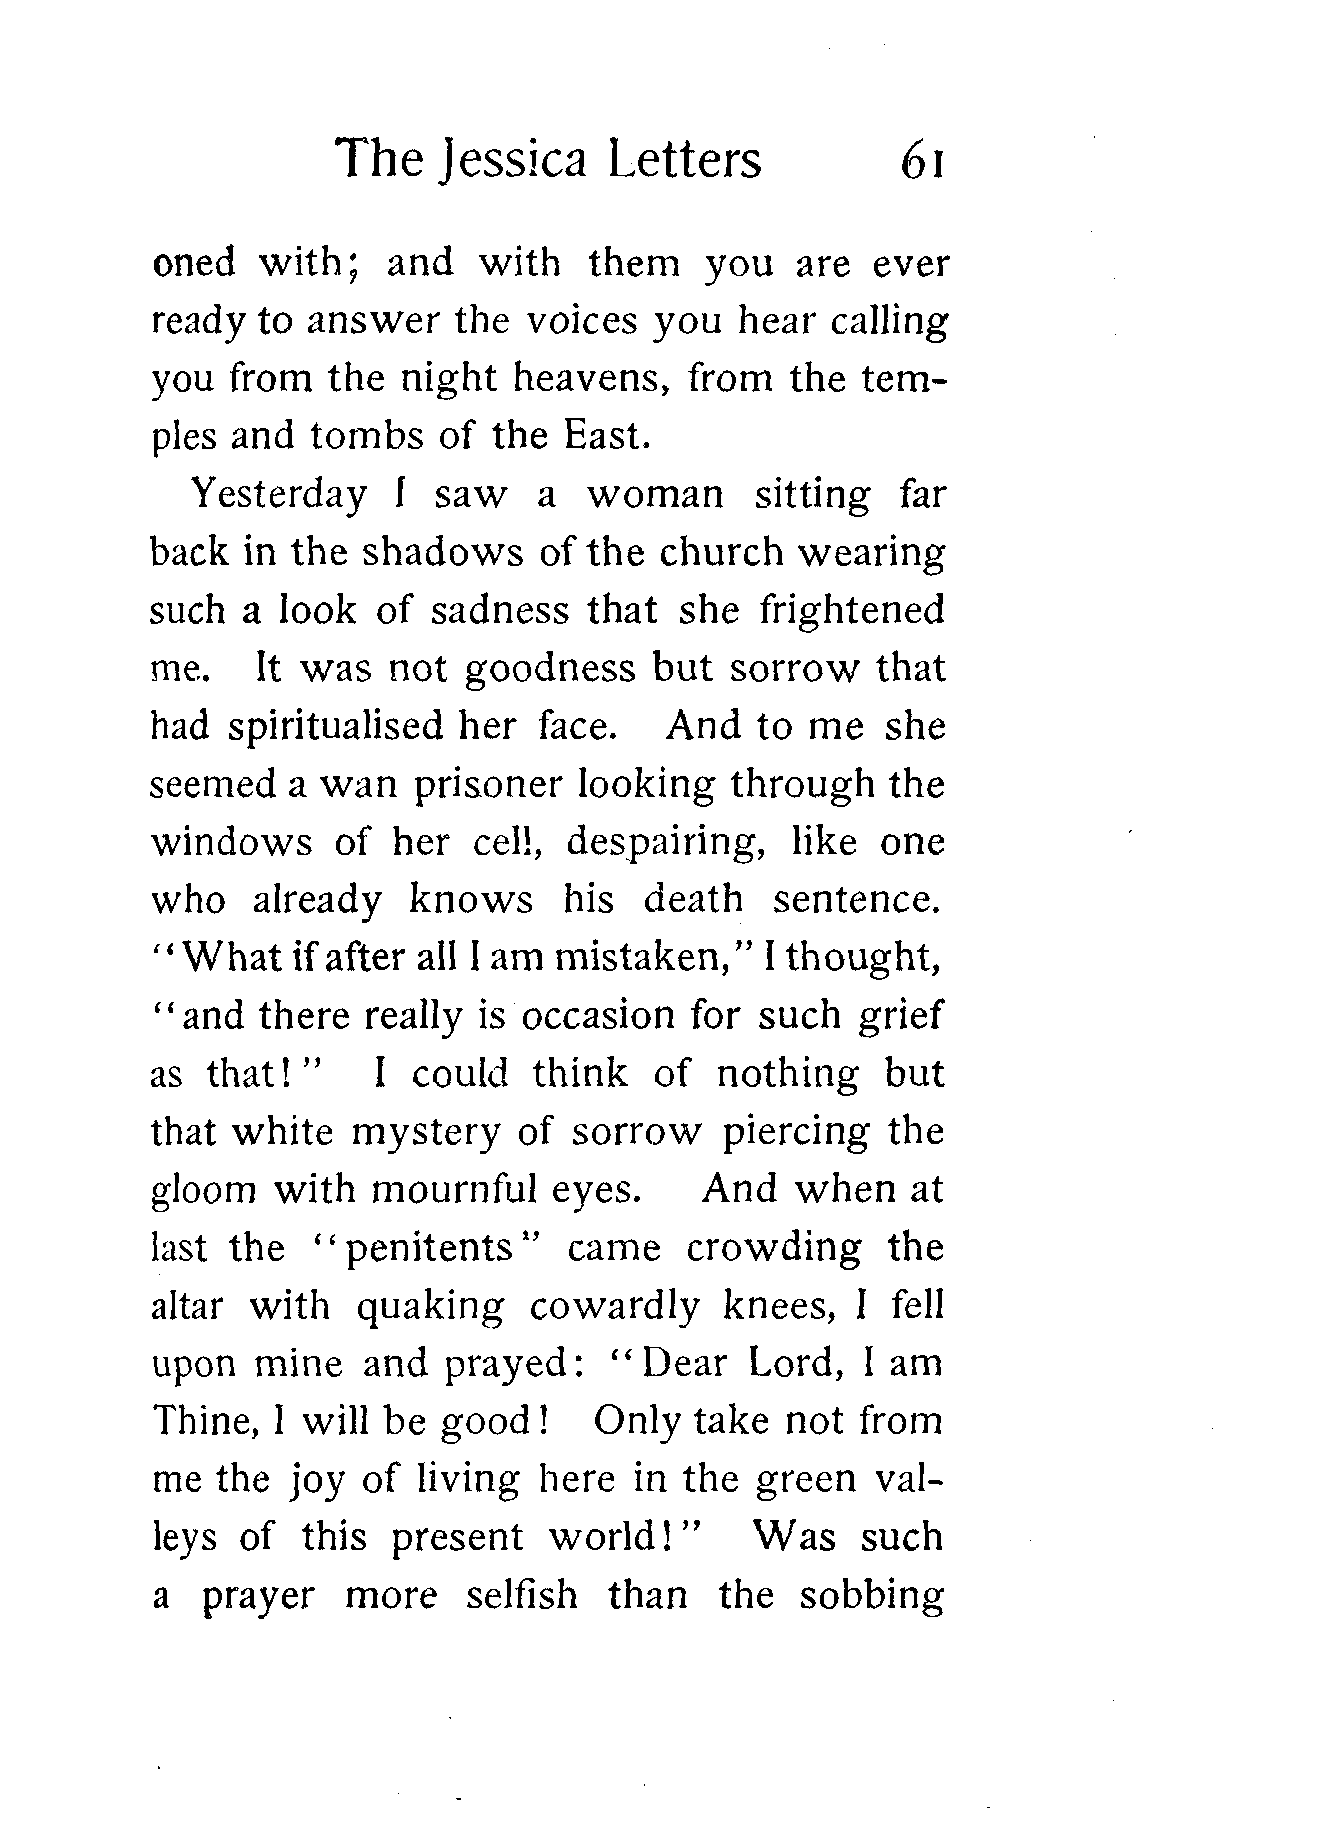 The Jessica Letters 61
oned with; and with them you are ever
ready to answer the voices you hear calling
you from the night heavens, from the tem-
ples and tombs of the East.
Yesterday I saw a woman sitting far
back in the shadows of the church wearing
such a look of sadness that she frightened
me. It was not goodness but sorrow that
had spiritualised her face. And to me she
seemed a wan prisoner looking through the
windows of her cell, despairing, like one
who already knows his death sentence.
"What if after all I am mistaken," I thought,
"and there really is occasion for such grief
as that!" I could think of nothing but
that white mystery of sorrow piercing the
gloom with mournful eyes. And when at
last the "penitents" came crowding the
altar with quaking cowardly knees, I fell
upon mine and prayed: "Dear Lord, I am
Thine, I will be good! Only take not from
me the joy of living here in the green val-
leys of this present world!" Was such
a prayer more selfish than the sobbing